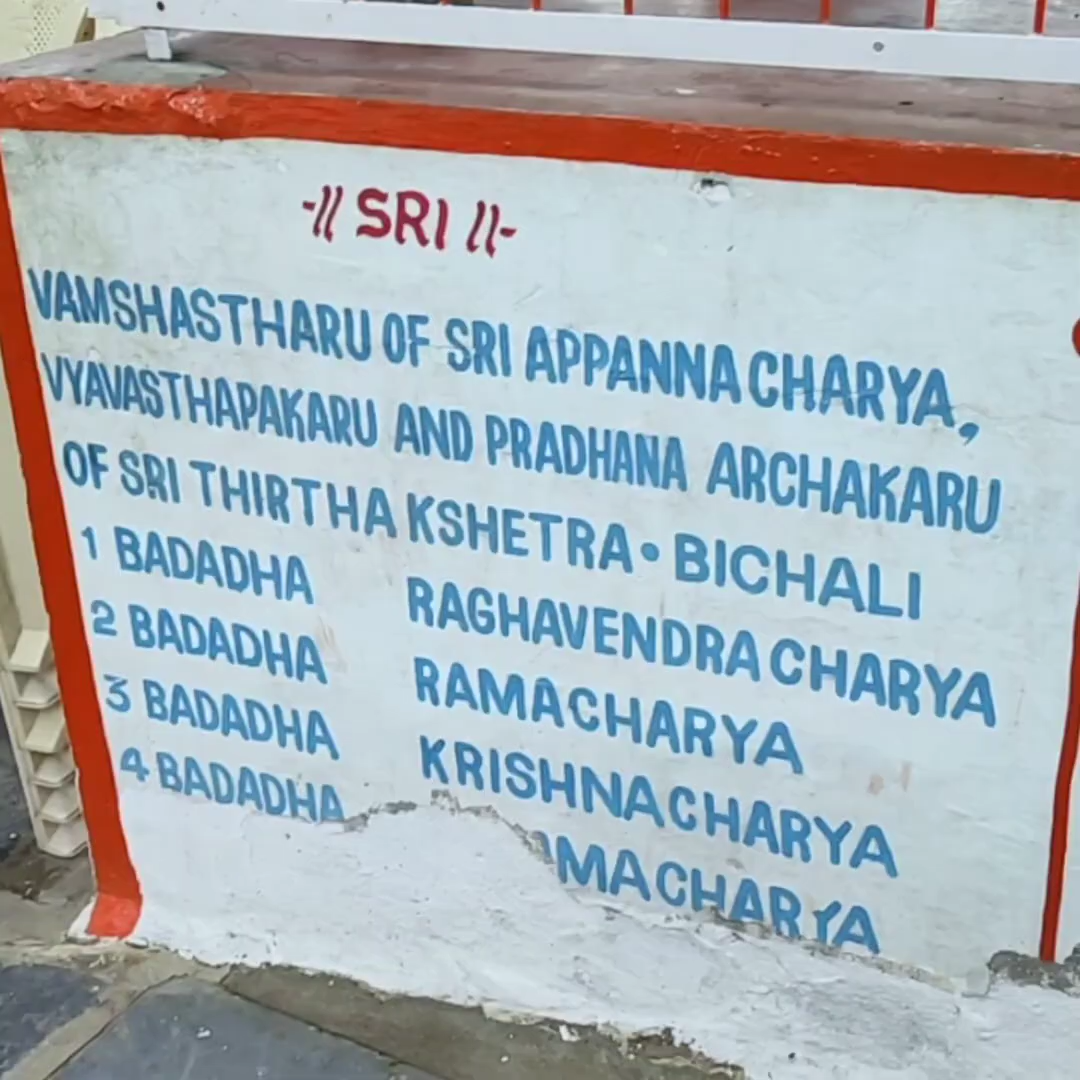 -|| SRI ||-
VAMSHASTHARU OF SRI APPANNACHARYA,
VYAVASTHAPAKARU AND PRADHANA ARCHAKARU
OF SRI THIRTHA KSHETRA • BICHALI
1 BADADHA RAGHAVENDRACHARYA
2 BADADHA RAMACHARYA
3 BADADHA KRISHNACHARYA
4 BADADHA